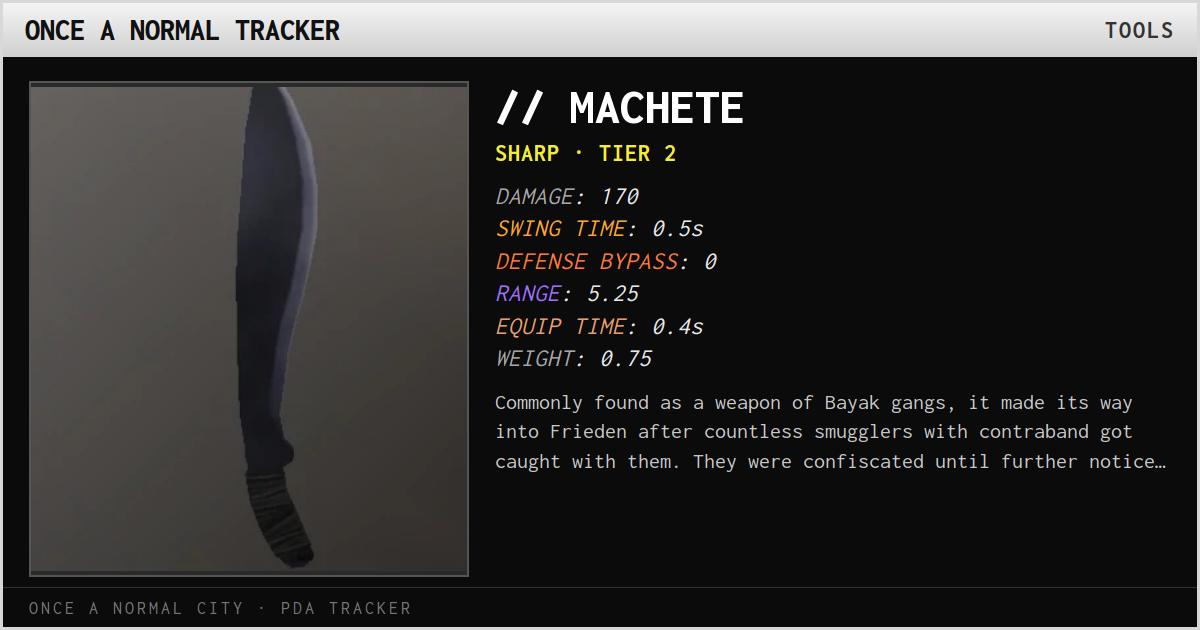 ONCE A NORMAL TRACKER
TOOLS
// MACHETE
SHARP · TIER 2
DAMAGE: 170
SWING TIME: 0.5s
DEFENSE BYPASS: 0
RANGE: 5.25
EQUIP TIME: 0.4s
WEIGHT: 0.75
Commonly found as a weapon of Bayak gangs, it made its way
into Frieden after countless smugglers with contraband got
caught with them. They were confiscated until further notice…
ONCE A NORMAL CITY · PDA TRACKER